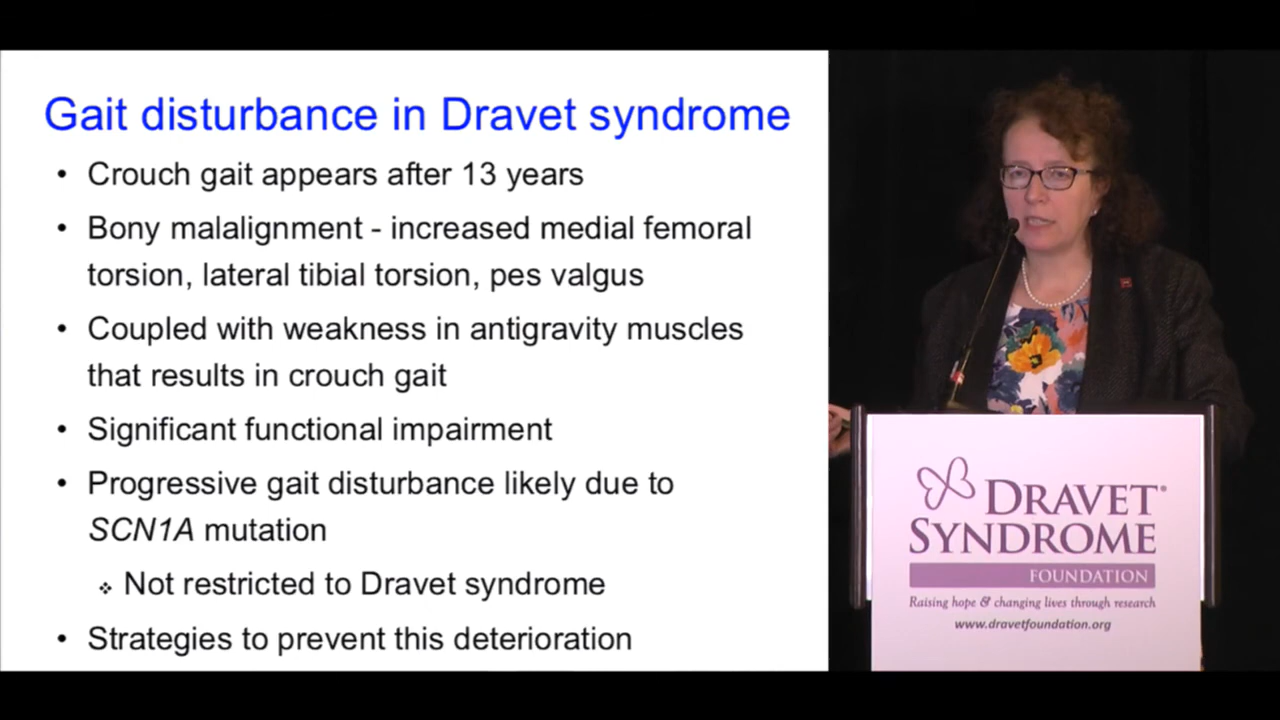 Gait disturbance in Dravet syndrome
• Crouch gait appears after 13 years
• Bony malalignment - increased medial femoral
torsion, lateral tibial torsion, pes valgus
• Coupled with weakness in antigravity muscles
that results in crouch gait
• Significant functional impairment
• Progressive gait disturbance likely due to
SCN1A mutation
❖ Not restricted to Dravet syndrome
• Strategies to prevent this deterioration
DRAVET®
SYNDROME
FOUNDATION
Raising hope & changing lives through research
www.dravetfoundation.org